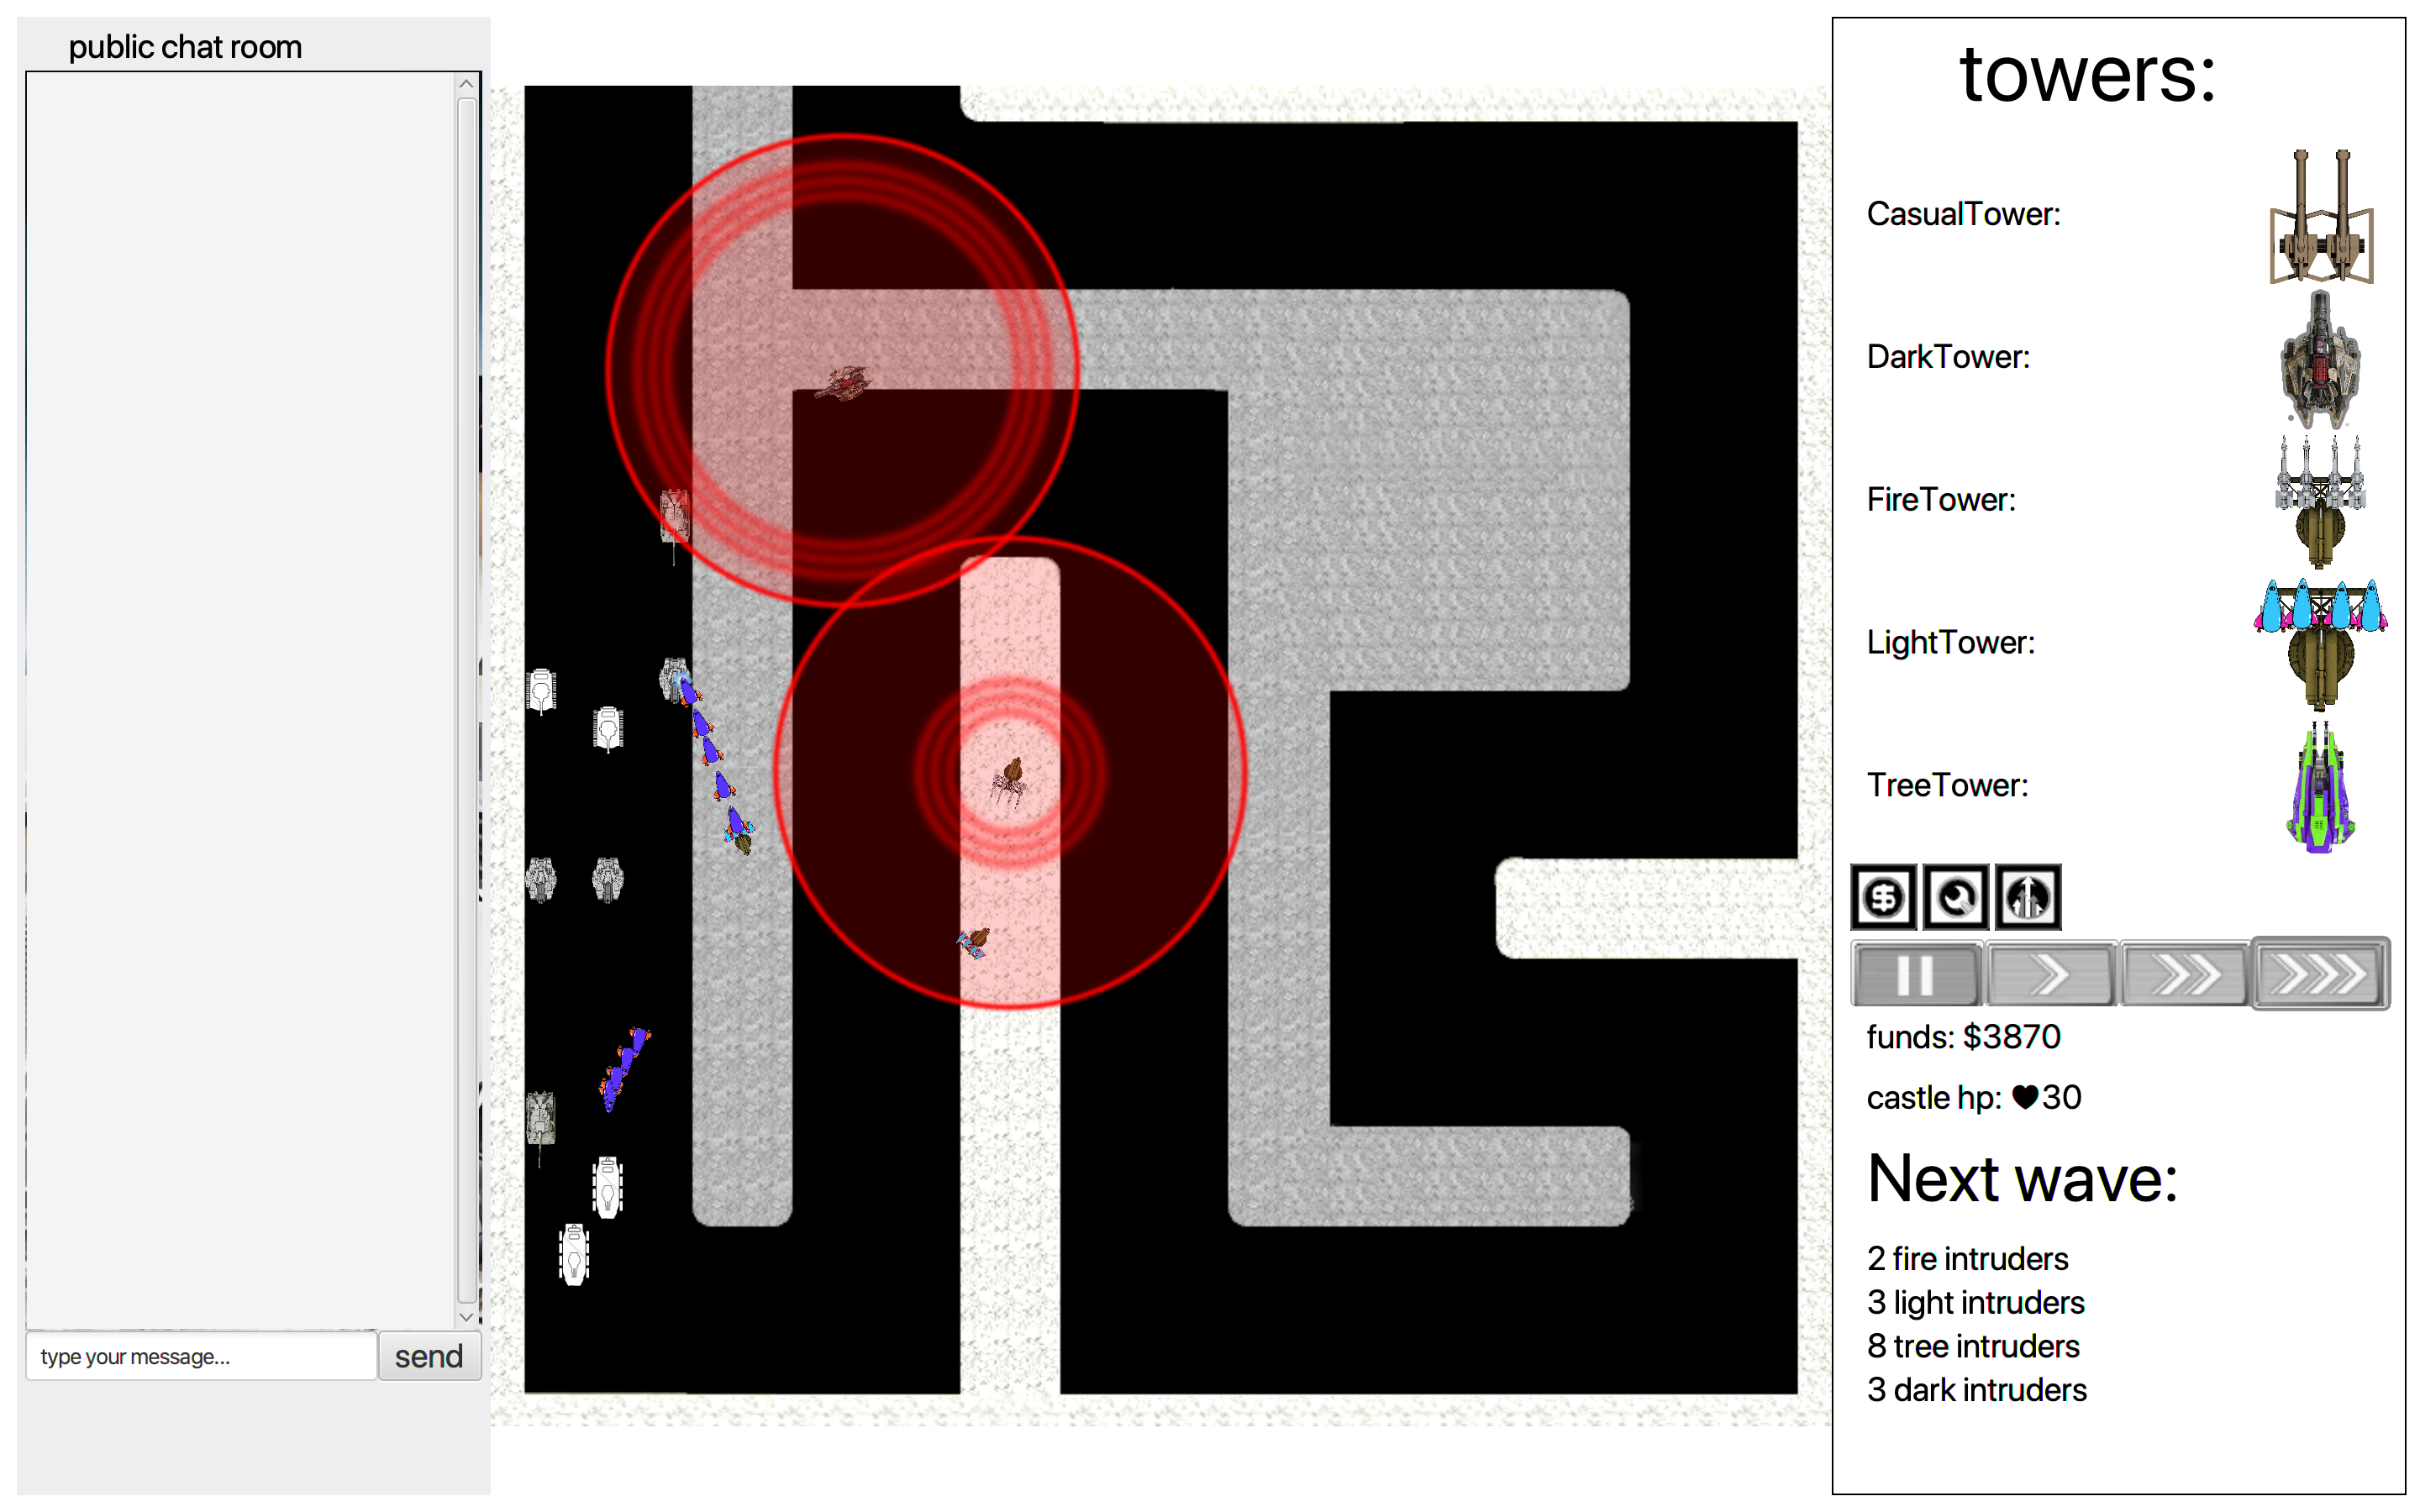 public chat room
type your message...
send
towers:
CasualTower:
DarkTower:
FireTower:
LightTower:
TreeTower:
funds: $3870
castle hp: ♥30
Next wave:
2 fire intruders
3 light intruders
8 tree intruders
3 dark intruders